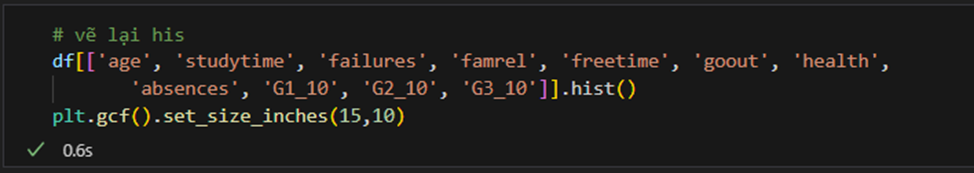 # vẽ lại his
df[['age', 'studytime', 'failures', 'famrel', 'freetime', 'goout', 'health',
'absences', 'G1_10', 'G2_10', 'G3_10']].hist()
plt.gcf().set_size_inches(15,10)
✓ 0.6s